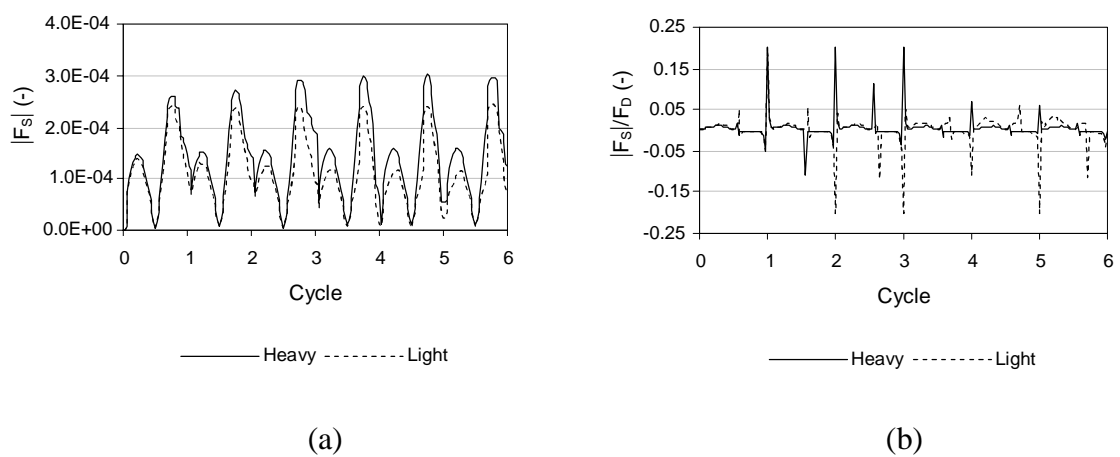 4.0E-04
3.0E-04
2.0E-04
1.0E-04
0.0E+00
|F_S| (-)
0 1 2 3 4 5 6
Cycle
Heavy Light
(a)
0.25
0.15
0.05
-0.05
-0.15
-0.25
|F_S|/F_D (-)
0 1 2 3 4 5 6
Cycle
Heavy Light
(b)